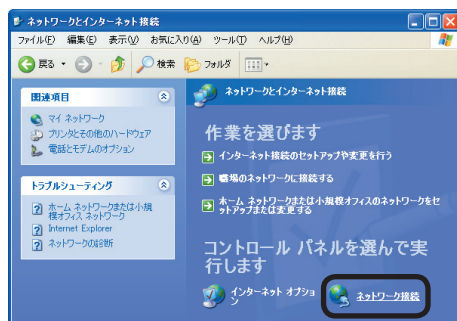 ネットワークとインターネット接続
ファイル(F) 編集(E) 表示(V) お気に入り(A) ツール(T) ヘルプ(H)
戻る 検索 フォルダ
関連項目
マイ ネットワーク
プリンタとその他のハードウェア
電話とモデムのオプション
トラブルシューティング
ホーム ネットワークまたは小規
模オフィス ネットワーク
Internet Explorer
ネットワークの診断
ネットワークとインターネット接続
作業を選びます
インターネット接続のセットアップや変更を行う
職場のネットワークに接続する
ホーム ネットワークまたは小規模オフィスのネットワークをセ
ットアップまたは変更する
コントロール パネルを選んで実
行します
インターネット オプショ
ン
ネットワーク接続